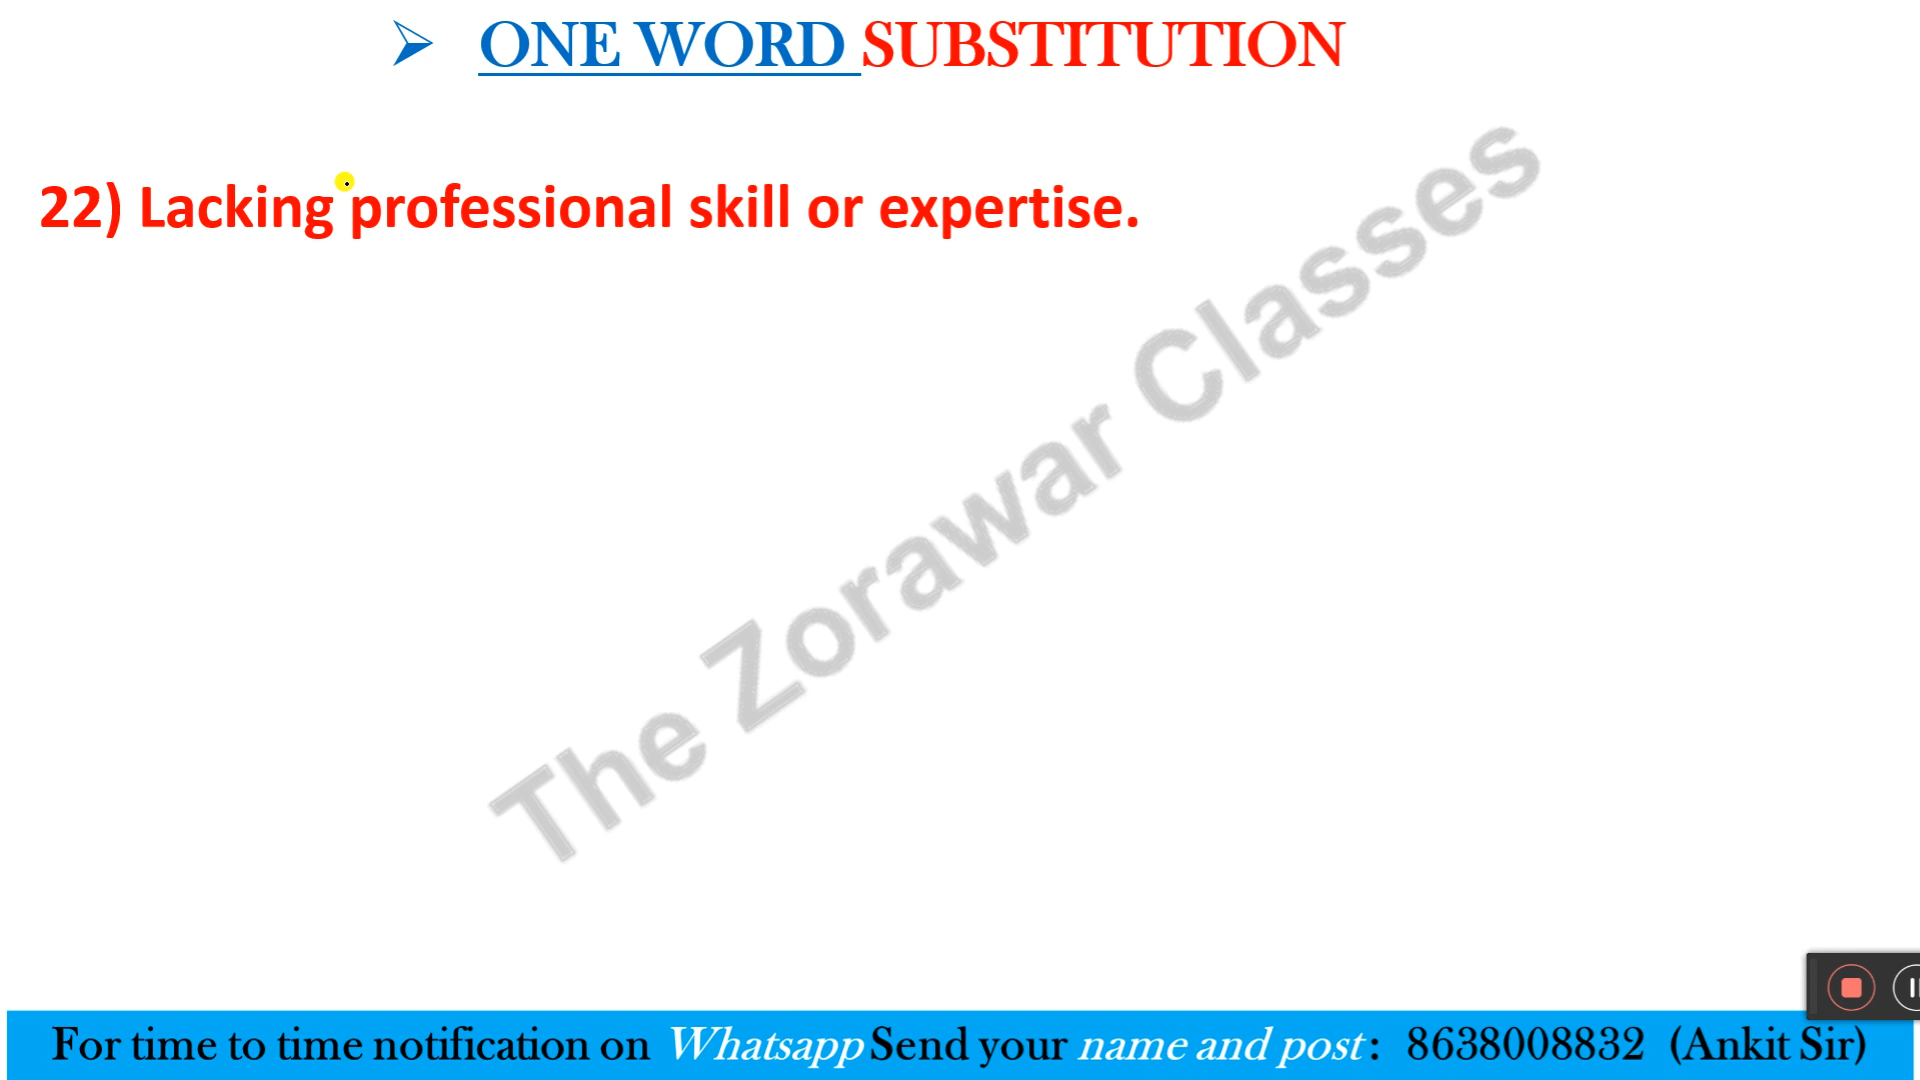 ➢ ONE WORD SUBSTITUTION
22) Lacking professional skill or expertise.
The Zorawar Classes
For time to time notification on Whatsapp Send your name and post : 8638008832 (Ankit Sir)